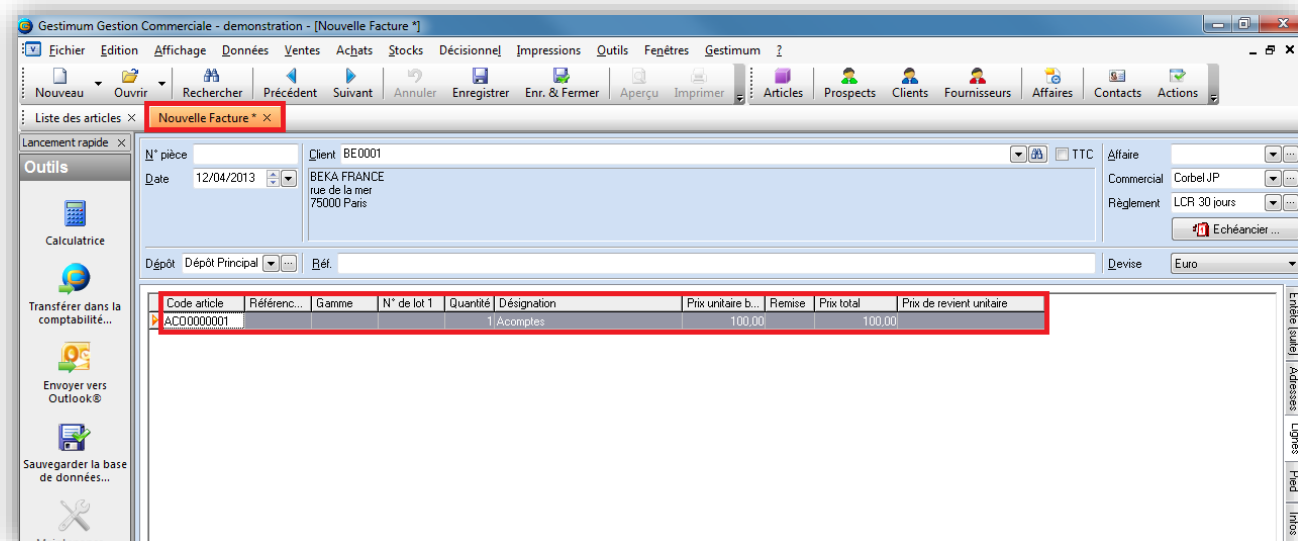 Gestimum Gestion Commerciale - demonstration - [Nouvelle Facture *]
Fichier Edition Affichage Données Ventes Achats Stocks Décisionnel Impressions Outils Fenêtres Gestimum ?
Nouveau Ouvrir Rechercher Précédent Suivant Annuler Enregistrer Enr. & Fermer Aperçu Imprimer Articles Prospects Clients Fournisseurs Affaires Contacts Actions
Liste des articles × Nouvelle Facture * ×
Lancement rapide ×
Outils
Calculatrice
Transférer dans la
comptabilité...
Envoyer vers
Outlook®
Sauvegarder la base
de données...
N° pièce Client BE0001 TTC Affaire
Date 12/04/2013 BEKA FRANCE Commercial Corbel JP
rue de la mer
75000 Paris Règlement LCR 30 jours
Echéancier ...
Dépôt Dépôt Principal Réf. Devise Euro
Code article Référenc... Gamme N° de lot 1 Quantité Désignation Prix unitaire b... Remise Prix total Prix de revient unitaire
ACO0000001 1 Acomptes 100,00 100,00
Entête (suite)
Adresses
Lignes
Pied
Infos